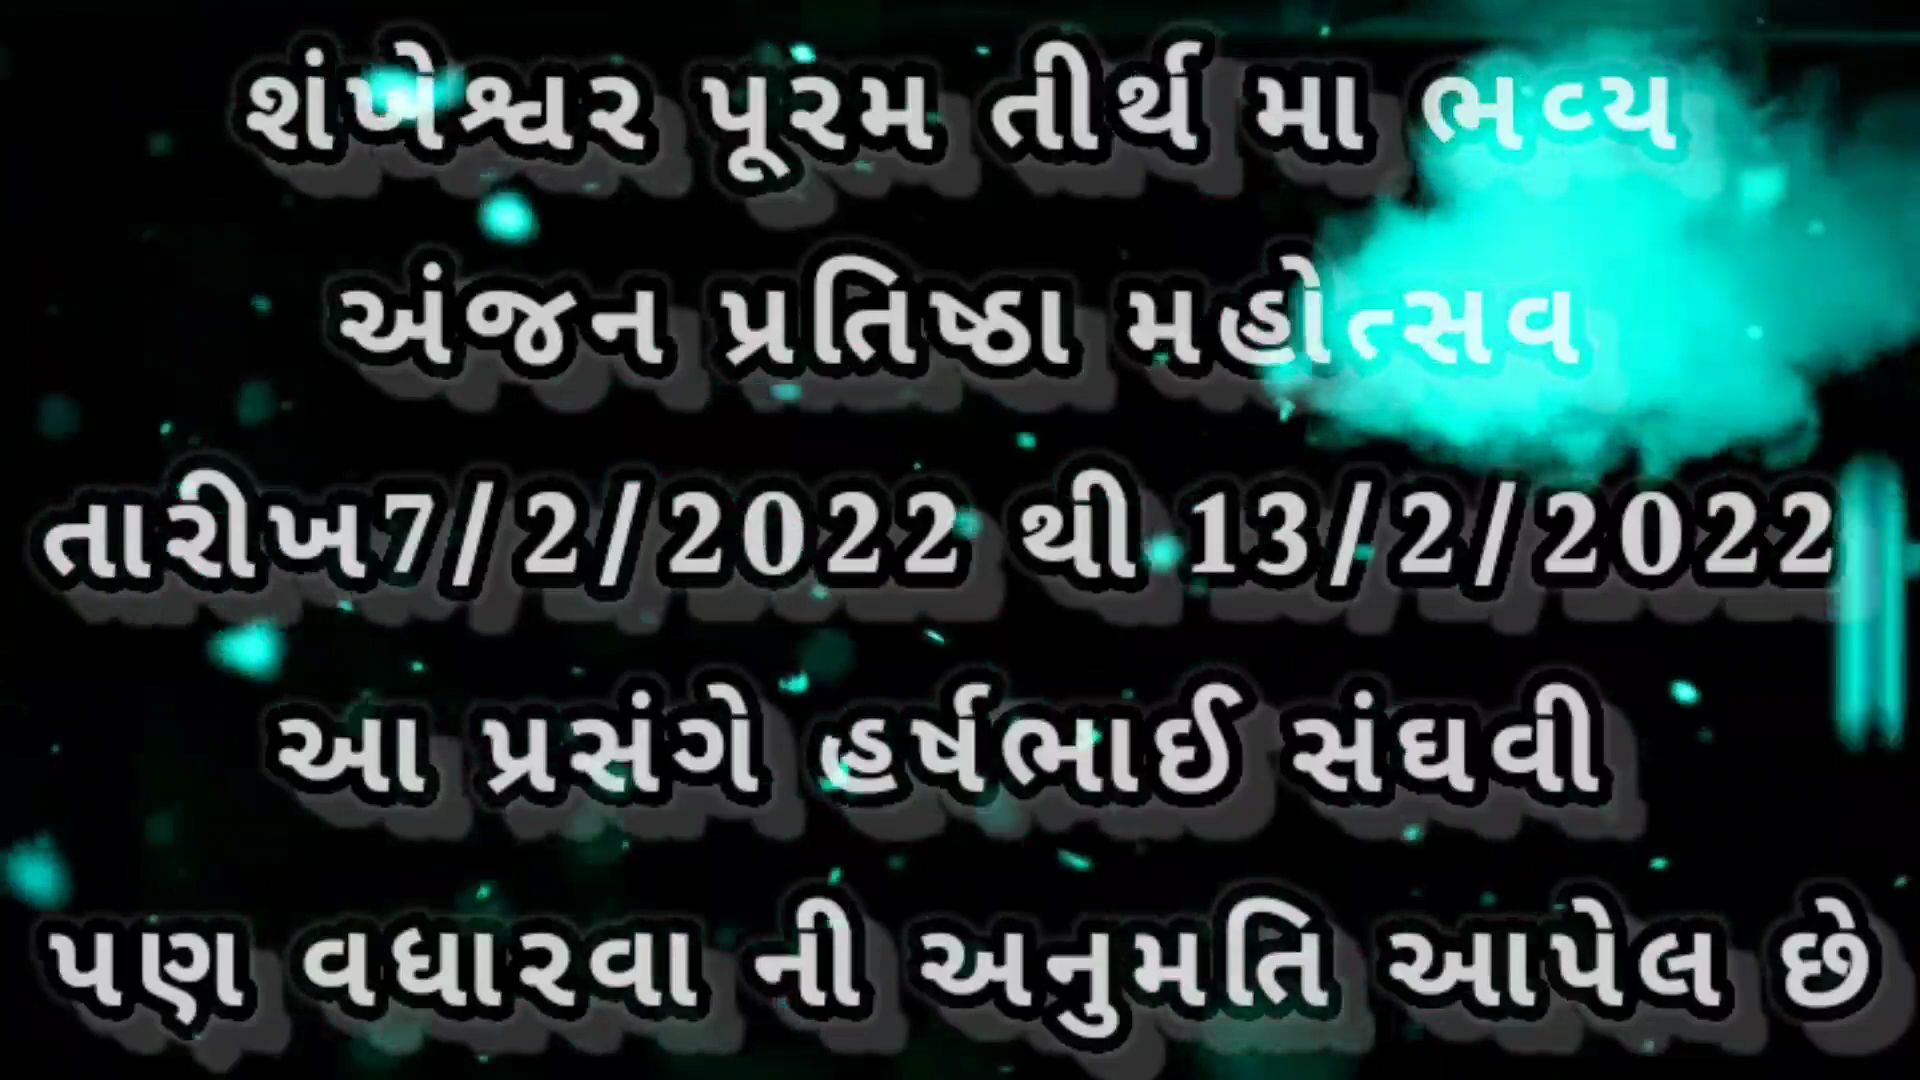 શંખેશ્વર પૂરમ તીર્થ મા ભવ્ય
અંજન પ્રતિષ્ઠા મહોત્સવ
તારીખ7/2/2022 થી 13/2/2022
આ પ્રસંગે હર્ષભાઈ સંઘવી
પણ વધારવા ની અનુમતિ આપેલ છે